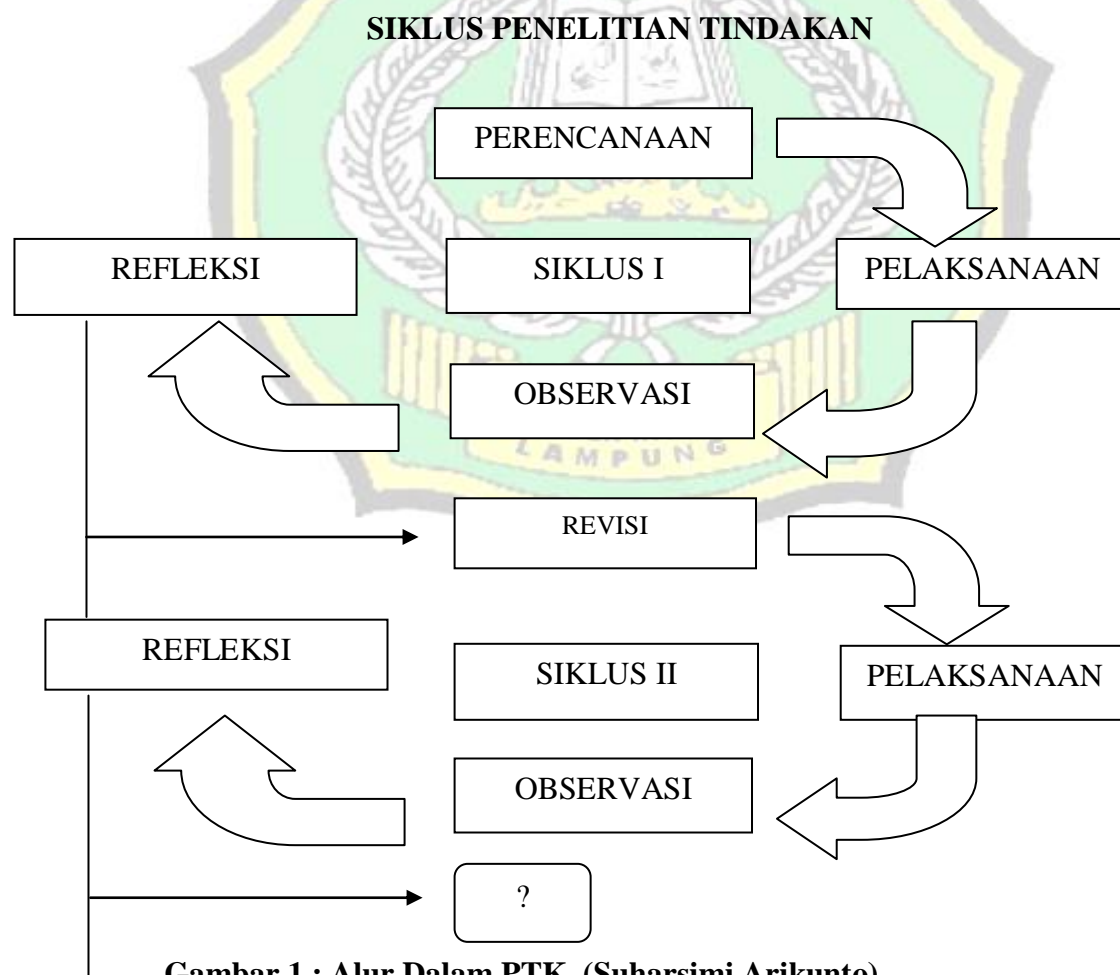 SIKLUS PENELITIAN TINDAKAN
PERENCANAAN
REFLEKSI
SIKLUS I
PELAKSANAAN
OBSERVASI
LAMPUNG
REVISI
REFLEKSI
SIKLUS II
PELAKSANAAN
OBSERVASI
?
Gambar 1 : Alur Dalam PTK (Suharsimi Arikunto)